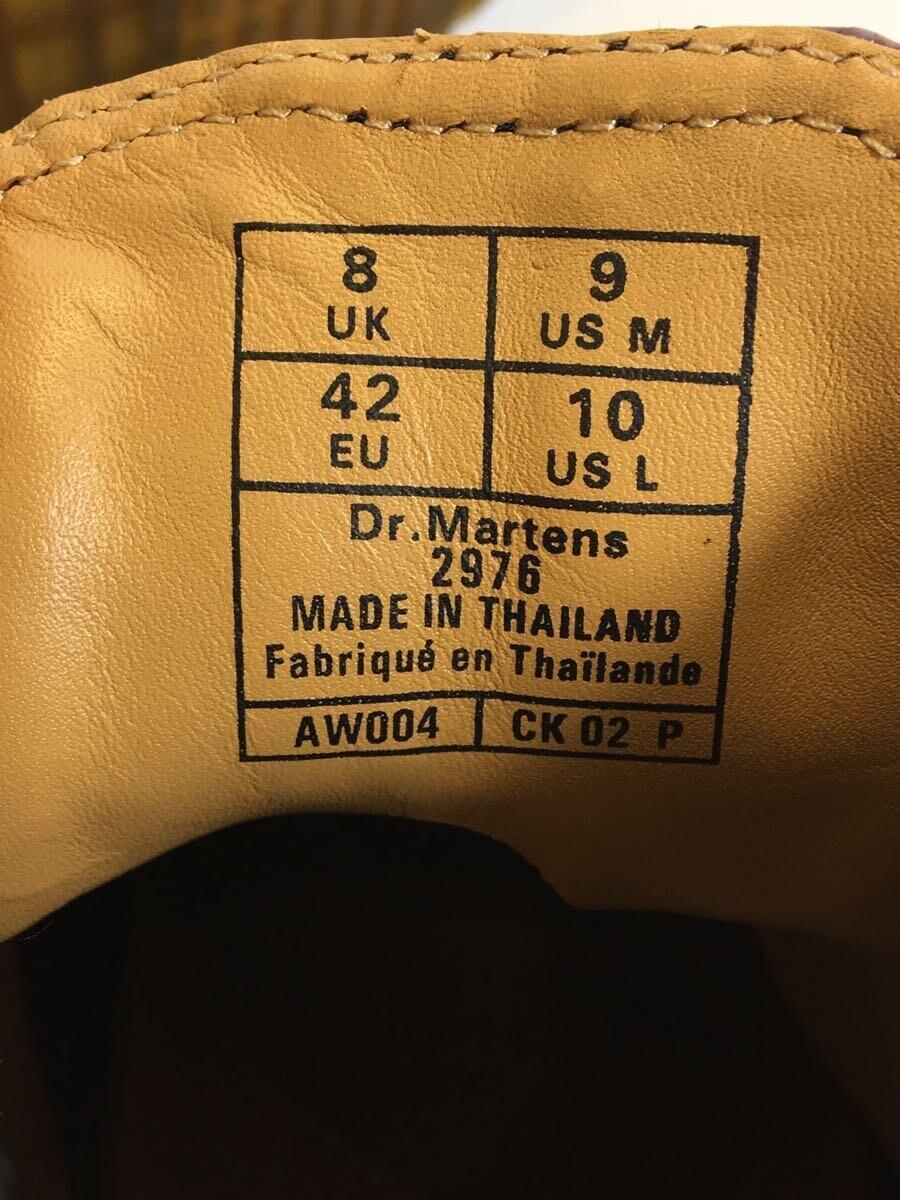 8
UK
9
US M
42
EU
10
US L
Dr.Martens
2976
MADE IN THAILAND
Fabriqué en Thaïlande
AW004
CK 02 P